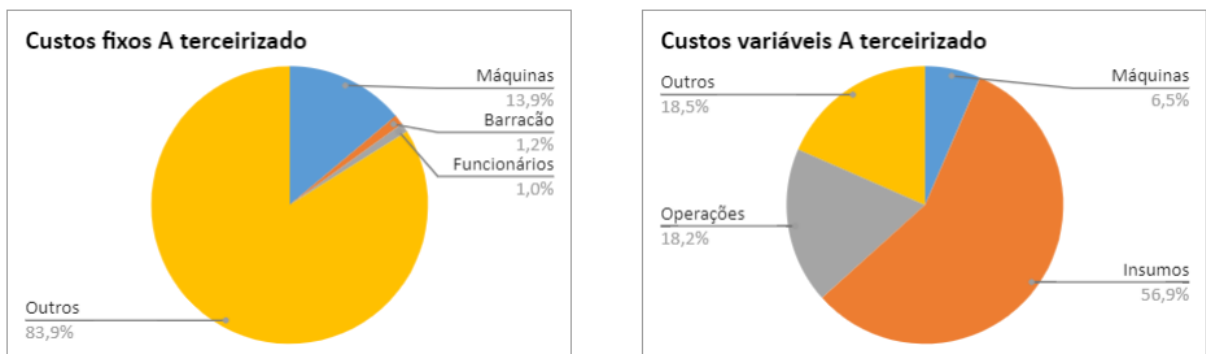 Custos fixos A terceirizado
Máquinas
13,9%
Barracão
1,2%
Funcionários
1,0%
Outros
83,9%
Custos variáveis A terceirizado
Máquinas
6,5%
Outros
18,5%
Operações
18,2%
Insumos
56,9%